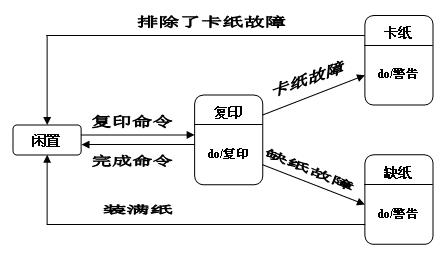 排除了卡纸故障
卡纸
do/警告
卡纸故障
复印
do/复印
复印命令
闲置
完成命令
缺纸故障
缺纸
do/警告
装满纸